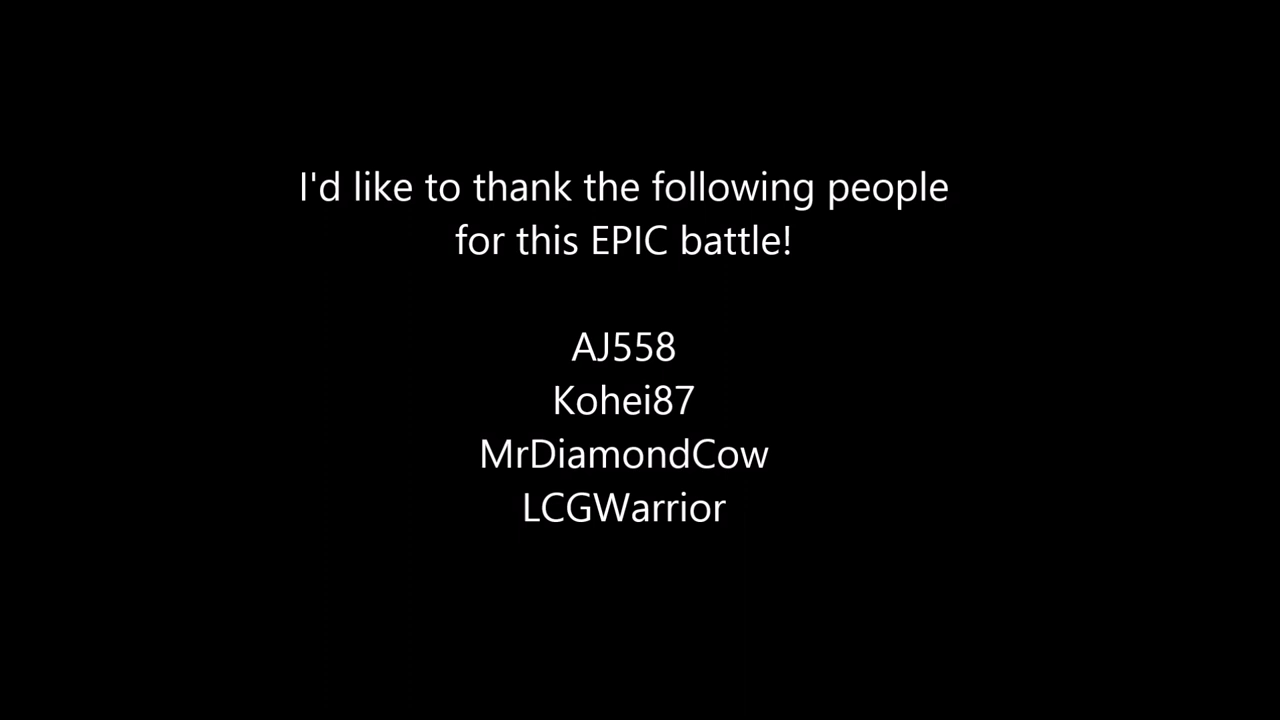 I'd like to thank the following people
for this EPIC battle!
AJ558
Kohei87
MrDiamondCow
LCGWarrior